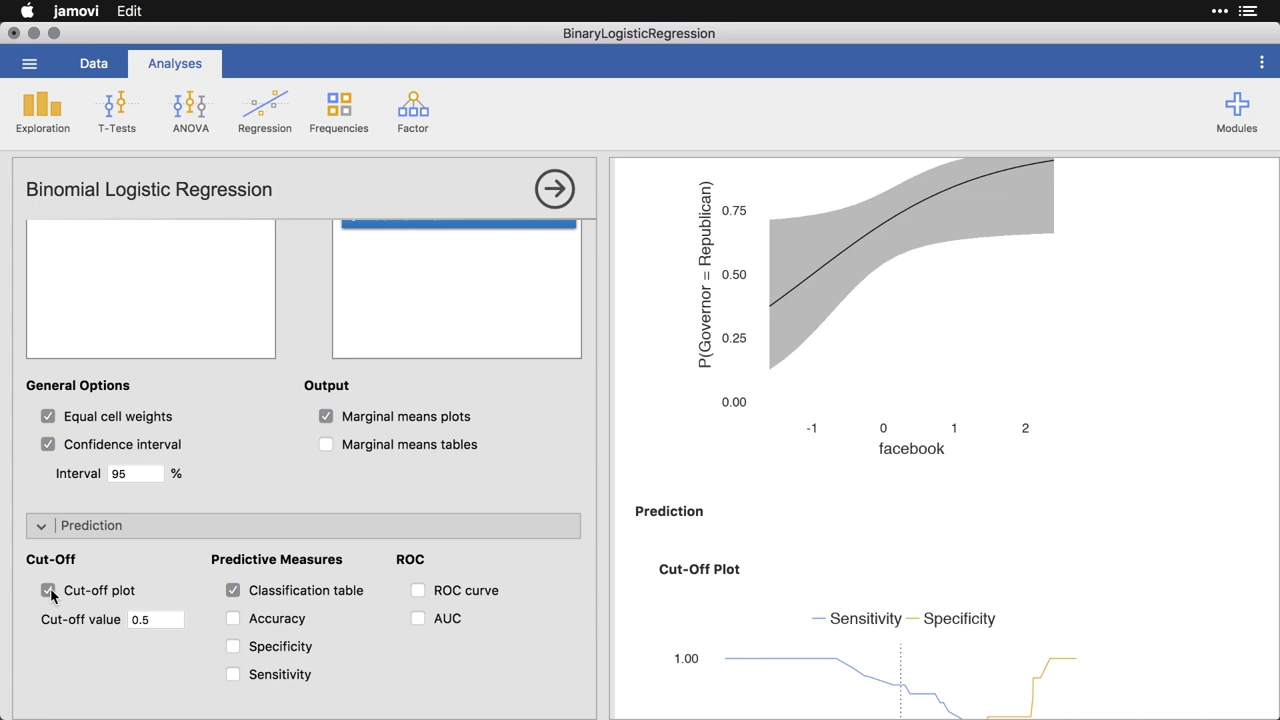 jamovi Edit
BinaryLogisticRegression
Data Analyses
Exploration T-Tests ANOVA Regression Frequencies Factor Modules
Binomial Logistic Regression
General Options
Equal cell weights
Confidence interval
Interval 95 %
Output
Marginal means plots
Marginal means tables
Prediction
Cut-Off
Cut-off plot
Cut-off value 0.5
Predictive Measures
Classification table
Accuracy
Specificity
Sensitivity
ROC
ROC curve
AUC
P(Governor = Republican)
0.75
0.50
0.25
0.00
-1 0 1 2
facebook
Prediction
Cut-Off Plot
Sensitivity Specificity
1.00